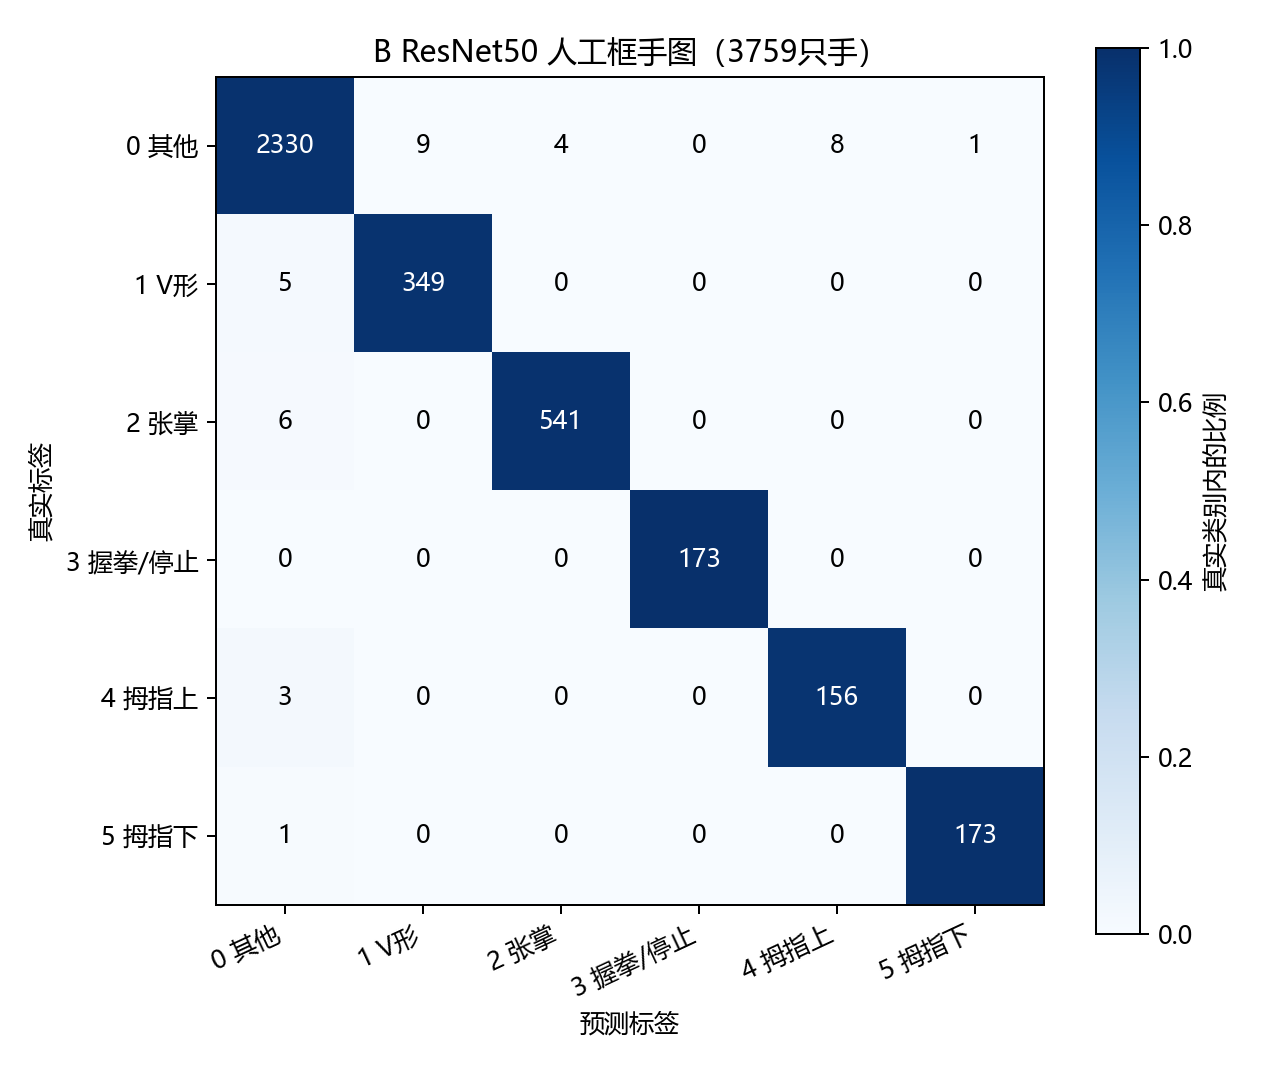 B ResNet50 人工框手图（3759只手）
真实标签
0 其他
2330 9 4 0 8 1
1 V形
5 349 0 0 0 0
2 张掌
6 0 541 0 0 0
3 握拳/停止
0 0 0 173 0 0
4 拇指上
3 0 0 0 156 0
5 拇指下
1 0 0 0 0 173
0 其他
1 V形
2 张掌
3 握拳/停止
4 拇指上
5 拇指下
预测标签
1.0
0.8
0.6
0.4
0.2
0.0
真实类别内的比例